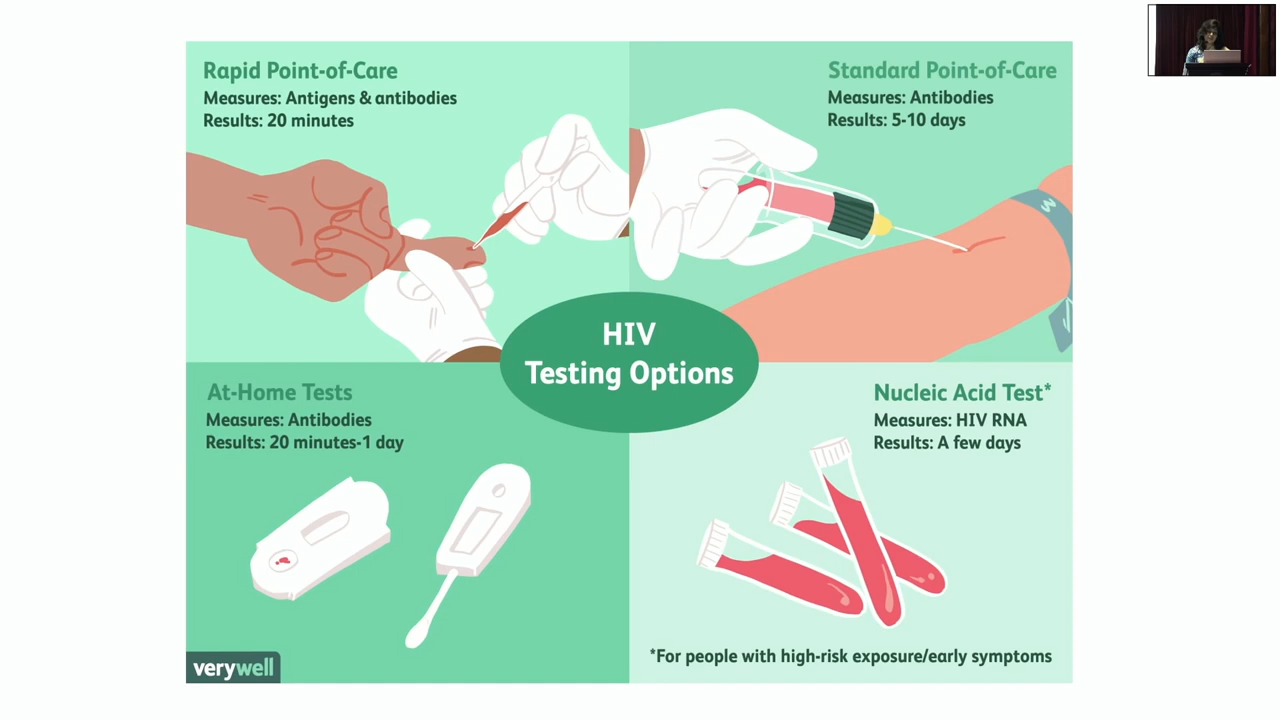 Rapid Point-of-Care
Measures: Antigens & antibodies
Results: 20 minutes
Standard Point-of-Care
Measures: Antibodies
Results: 5-10 days
HIV
Testing Options
At-Home Tests
Measures: Antibodies
Results: 20 minutes-1 day
Nucleic Acid Test*
Measures: HIV RNA
Results: A few days
*For people with high-risk exposure/early symptoms
verywell